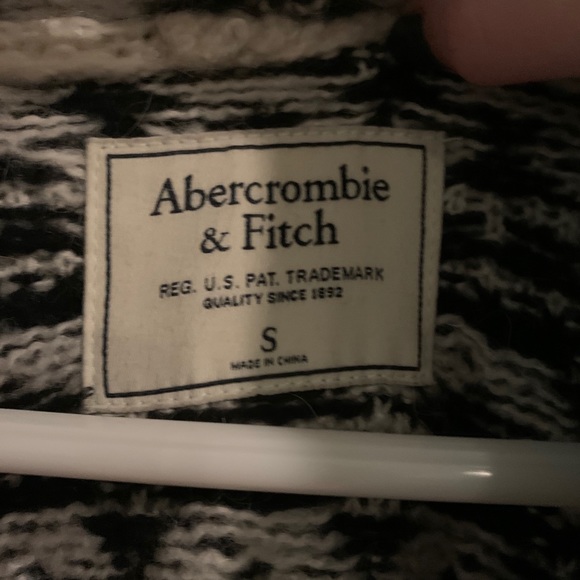 Abercrombie
& Fitch
REG. U.S. PAT. TRADEMARK
QUALITY SINCE 1892
S
MADE IN CHINA